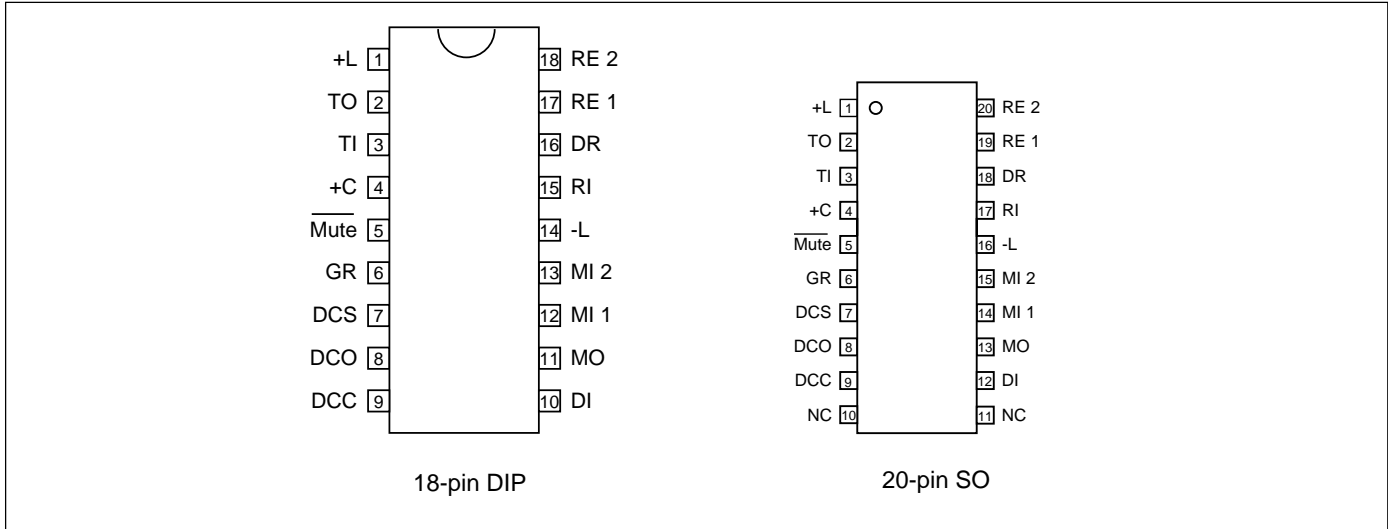 +L 1 18 RE 2
TO 2 17 RE 1
TI 3 16 DR
+C 4 15 RI
Mute 5 14 -L
GR 6 13 MI 2
DCS 7 12 MI 1
DCO 8 11 MO
DCC 9 10 DI
18-pin DIP
+L 1 20 RE 2
TO 2 19 RE 1
TI 3 18 DR
+C 4 17 RI
Mute 5 16 -L
GR 6 15 MI 2
DCS 7 14 MI 1
DCO 8 13 MO
DCC 9 12 DI
NC 10 11 NC
20-pin SO